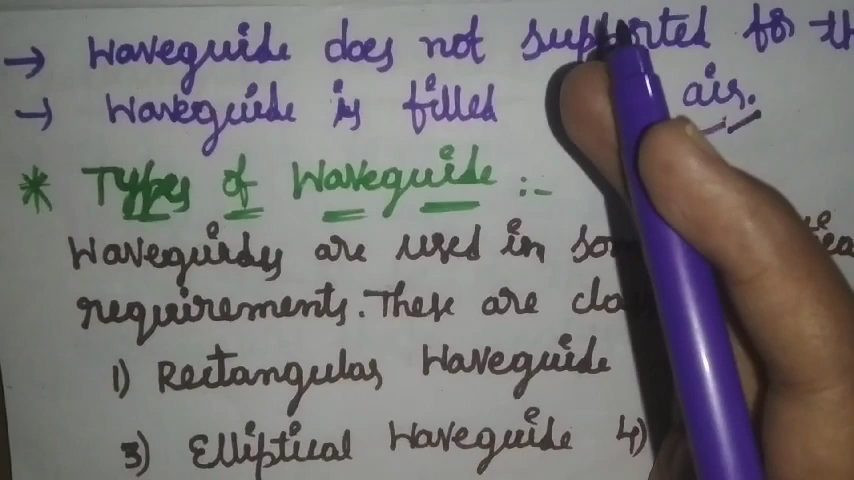 → Waveguide does not supported for th
→ Waveguide is filled air.
* Types of Waveguide :-
Waveguides are used in so
requirements. These are clas
1) Rectangular Waveguide
3) Elliptical Waveguide 4)